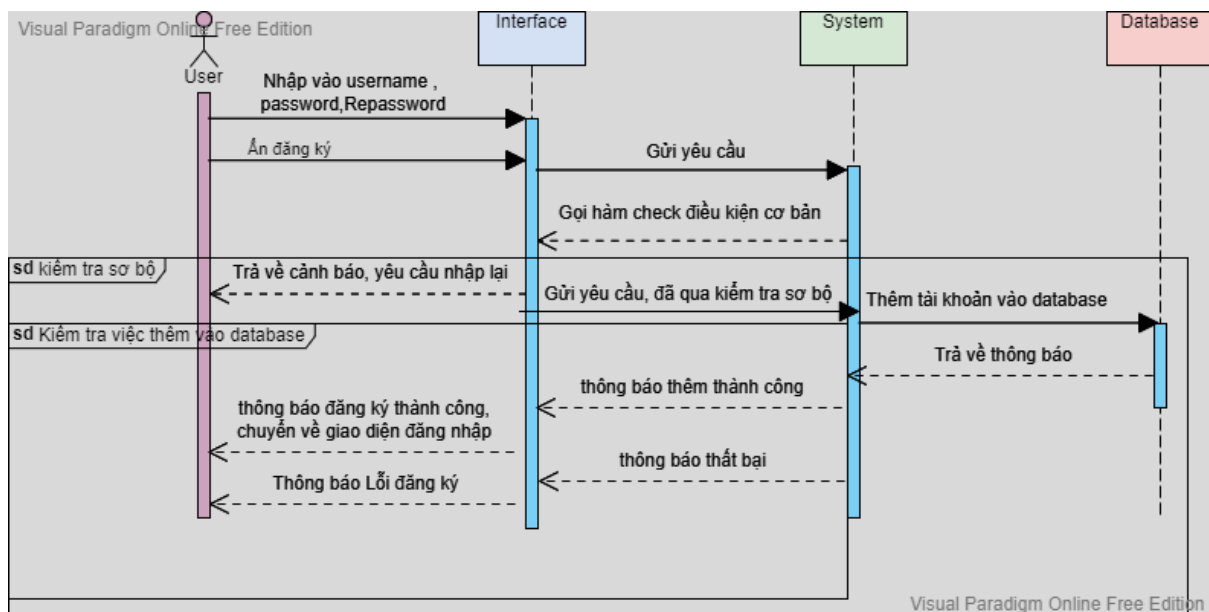 Visual Paradigm Online Free Edition
Interface
System
Database
User
Nhập vào username ,
password,Repassword
Ấn đăng ký
Gửi yêu cầu
Gọi hàm check điều kiện cơ bản
sd kiểm tra sơ bộ
Trả về cảnh báo, yêu cầu nhập lại
Gửi yêu cầu, đã qua kiểm tra sơ bộ
Thêm tài khoản vào database
sd Kiểm tra việc thêm vào database
Trả về thông báo
thông báo thêm thành công
thông báo đăng ký thành công,
chuyển về giao diện đăng nhập
thông báo thất bại
Thông báo Lỗi đăng ký
Visual Paradigm Online Free Edition